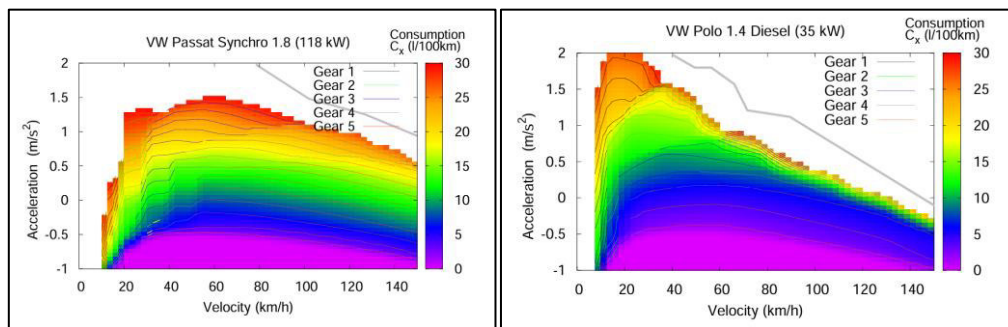 VW Passat Synchro 1.8 (118 kW)
Consumption
Cx (l/100km)
Gear 1
Gear 2
Gear 3
Gear 4
Gear 5
2
1.5
1
0.5
0
-0.5
-1
Acceleration (m/s²)
0 20 40 60 80 100 120 140
Velocity (km/h)
30
25
20
15
10
5
0
VW Polo 1.4 Diesel (35 kW)
Consumption
Cx (l/100km)
Gear 1
Gear 2
Gear 3
Gear 4
Gear 5
2
1.5
1
0.5
0
-0.5
-1
Acceleration (m/s²)
0 20 40 60 80 100 120 140
Velocity (km/h)
30
25
20
15
10
5
0